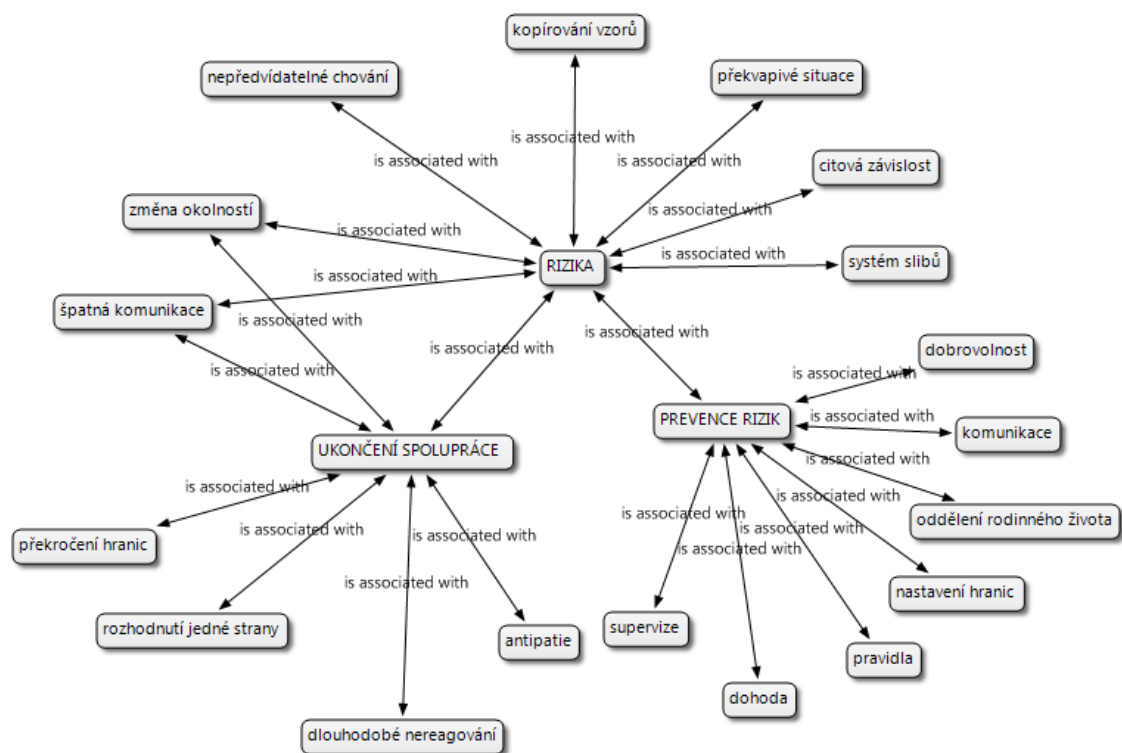 kopírování vzorů
nepředvídatelné chování
překvapivé situace
is associated with
is associated with
is associated with
citová závislost
změna okolností
is associated with
is associated with
is associated with
systém slibů
RIZIKA
is associated with
špatná komunikace
is associated with
is associated with
is associated with
dobrovolnost
is associated with
is associated with
PREVENCE RIZIK
is associated with
komunikace
UKONČENÍ SPOLUPRÁCE
is associated with
is associated with
is associated with
oddělení rodinného života
překročení hranic
is associated with
is associated with
is associated with
is associated with
is associated with
is associated with
nastavení hranic
rozhodnutí jedné strany
antipatie
supervize
pravidla
dohoda
dlouhodobé nereagování